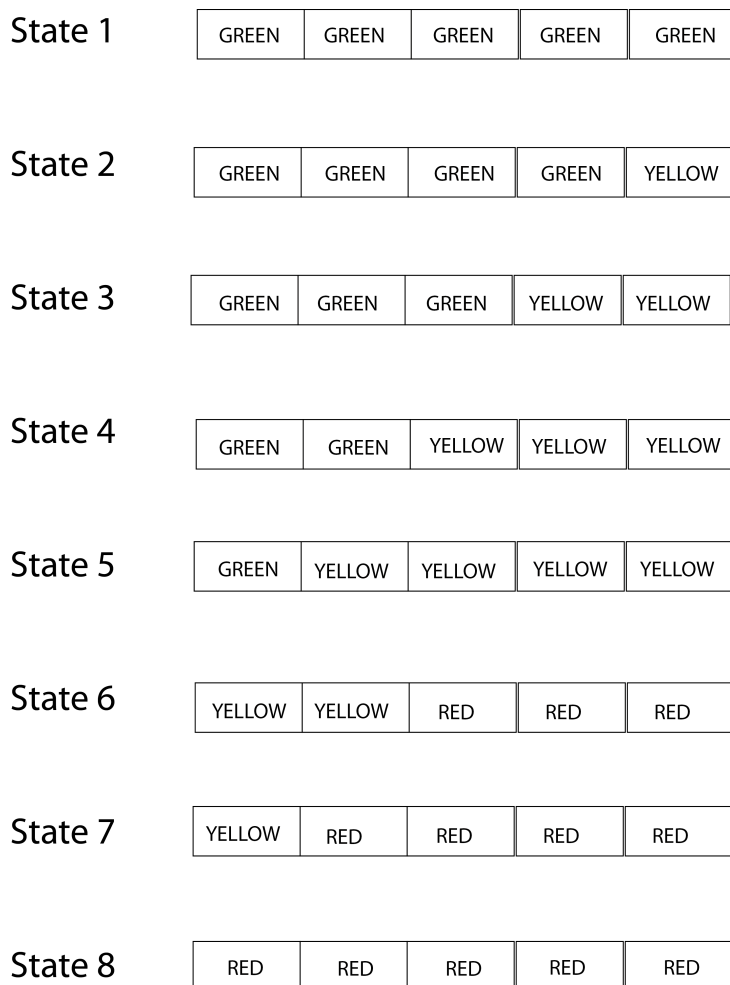 State 1 GREEN GREEN GREEN GREEN GREEN
State 2 GREEN GREEN GREEN GREEN YELLOW
State 3 GREEN GREEN GREEN YELLOW YELLOW
State 4 GREEN GREEN YELLOW YELLOW YELLOW
State 5 GREEN YELLOW YELLOW YELLOW YELLOW
State 6 YELLOW YELLOW RED RED RED
State 7 YELLOW RED RED RED RED
State 8 RED RED RED RED RED